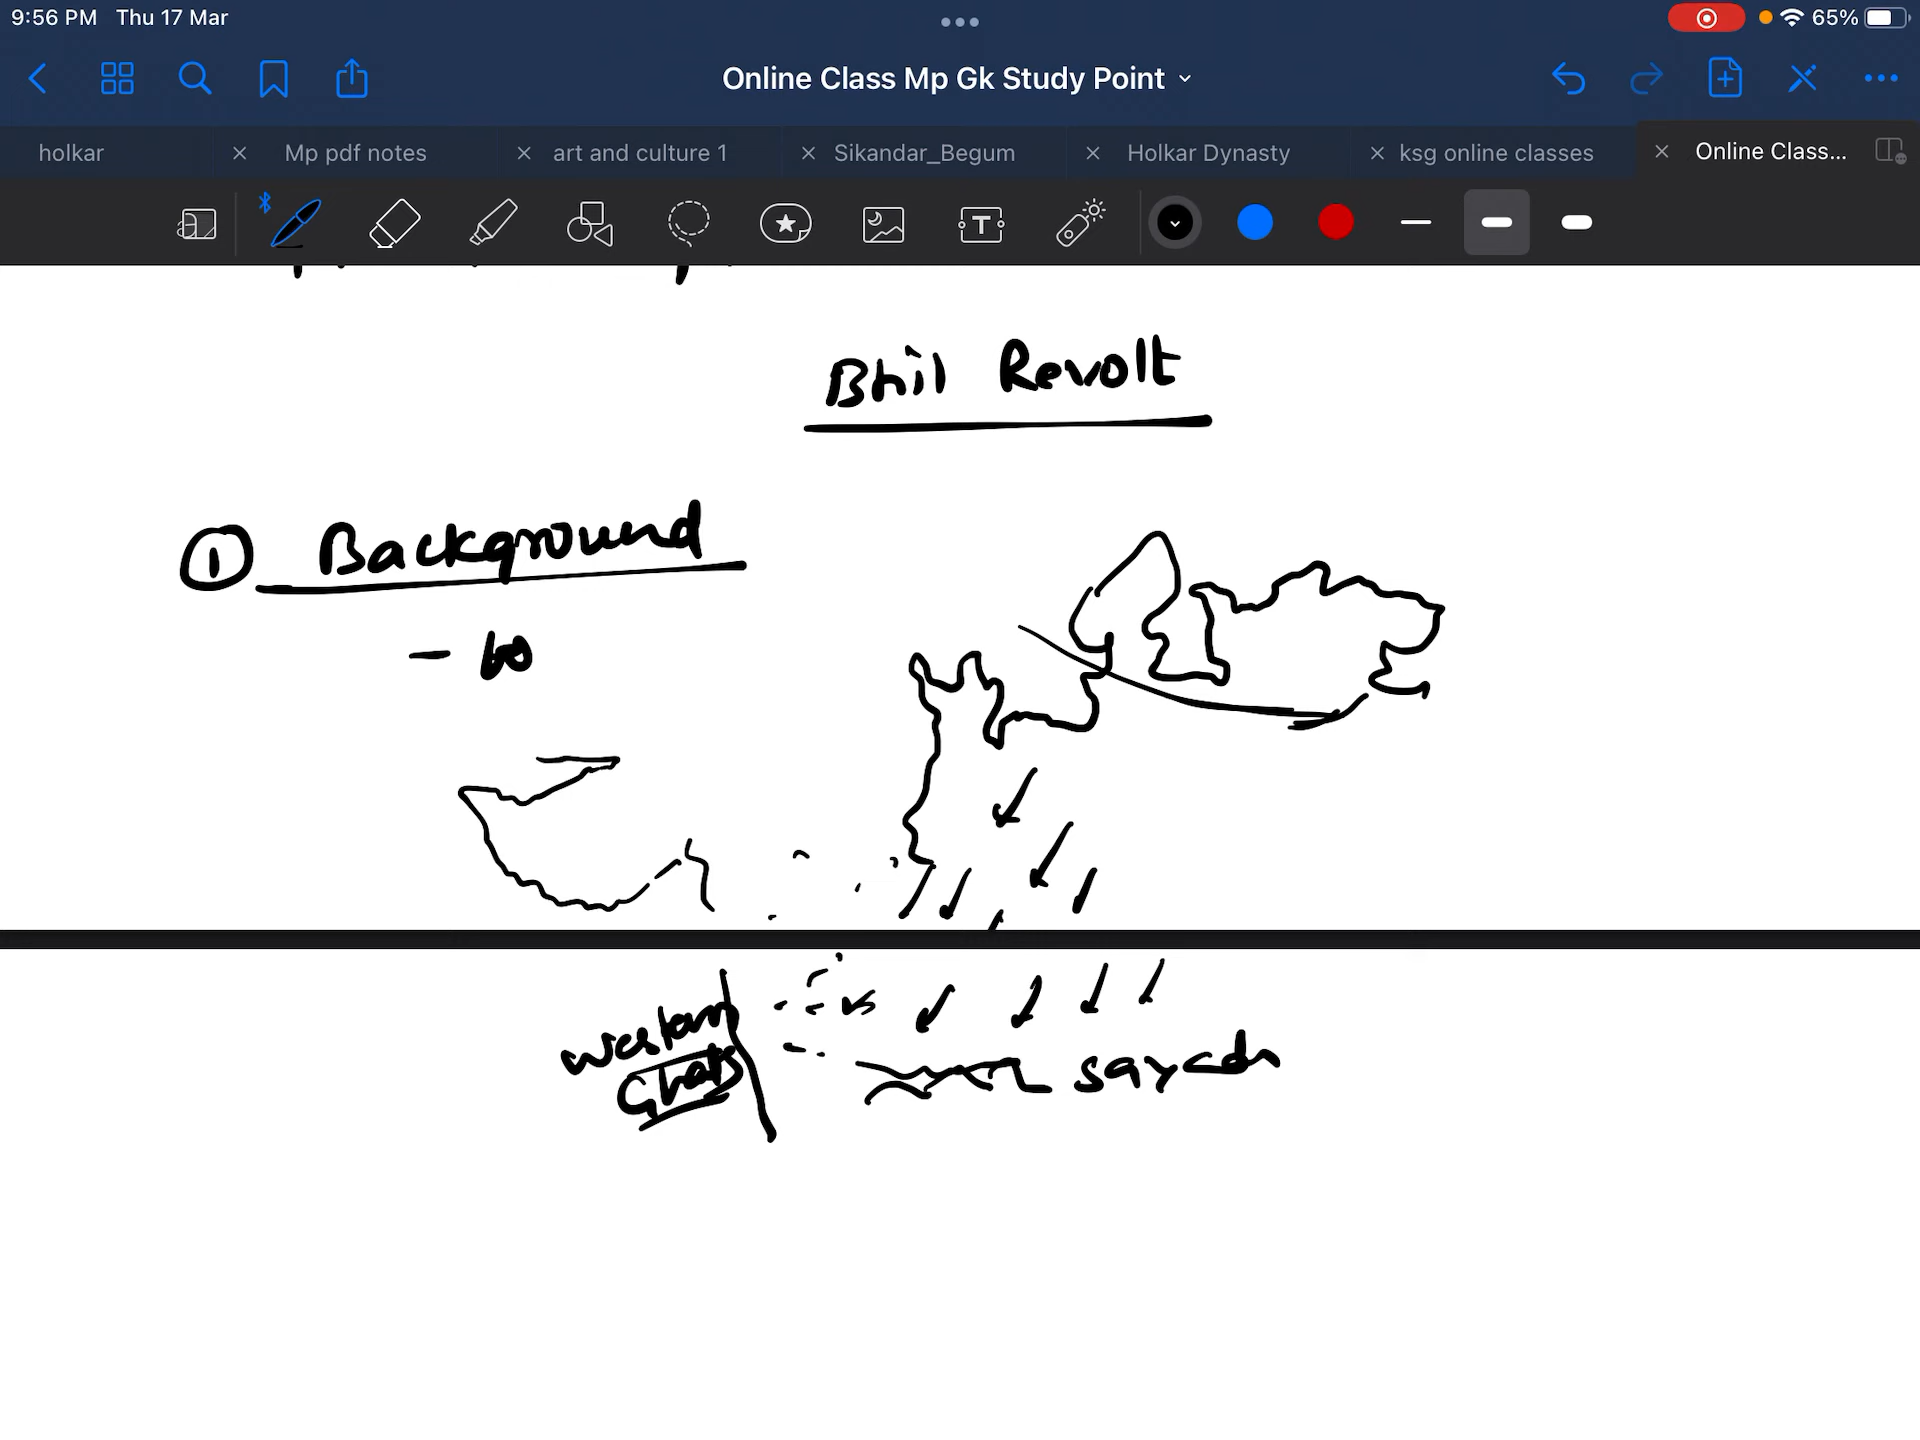 9:56 PM Thu 17 Mar
65%
Online Class Mp Gk Study Point
holkar
Mp pdf notes
art and culture 1
Sikandar_Begum
Holkar Dynasty
ksg online classes
Online Class...
T
Bhil Revolt
① Background
Western
Ghats